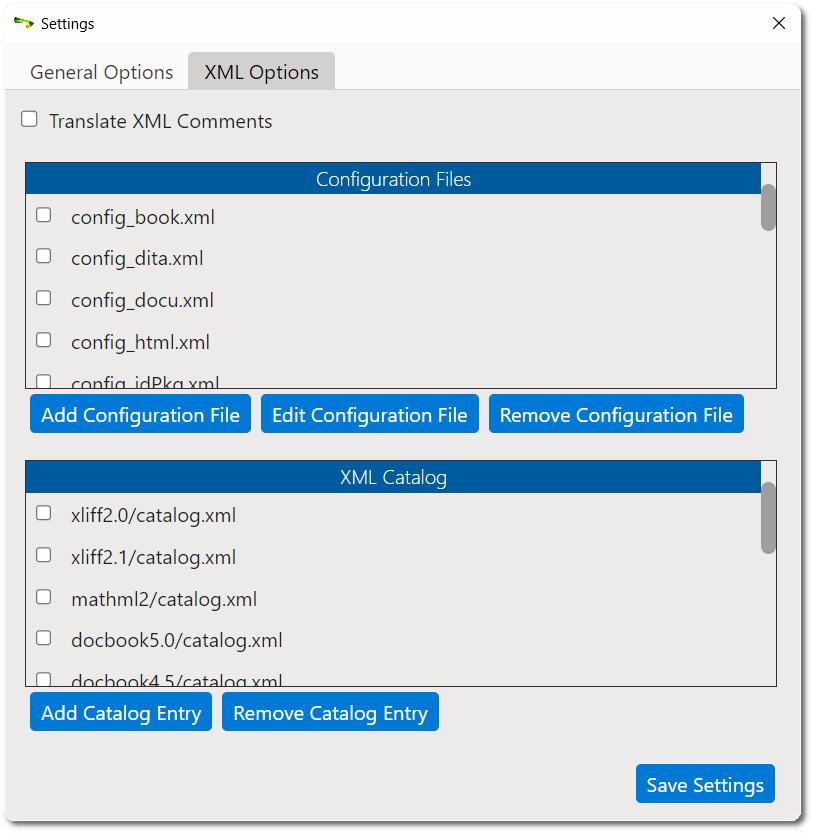 Settings
General Options
XML Options
Translate XML Comments
Configuration Files
config_book.xml
config_dita.xml
config_docu.xml
config_html.xml
config_idPkg.xml
Add Configuration File
Edit Configuration File
Remove Configuration File
XML Catalog
xliff2.0/catalog.xml
xliff2.1/catalog.xml
mathml2/catalog.xml
docbook5.0/catalog.xml
docbook4.5/catalog.xml
Add Catalog Entry
Remove Catalog Entry
Save Settings